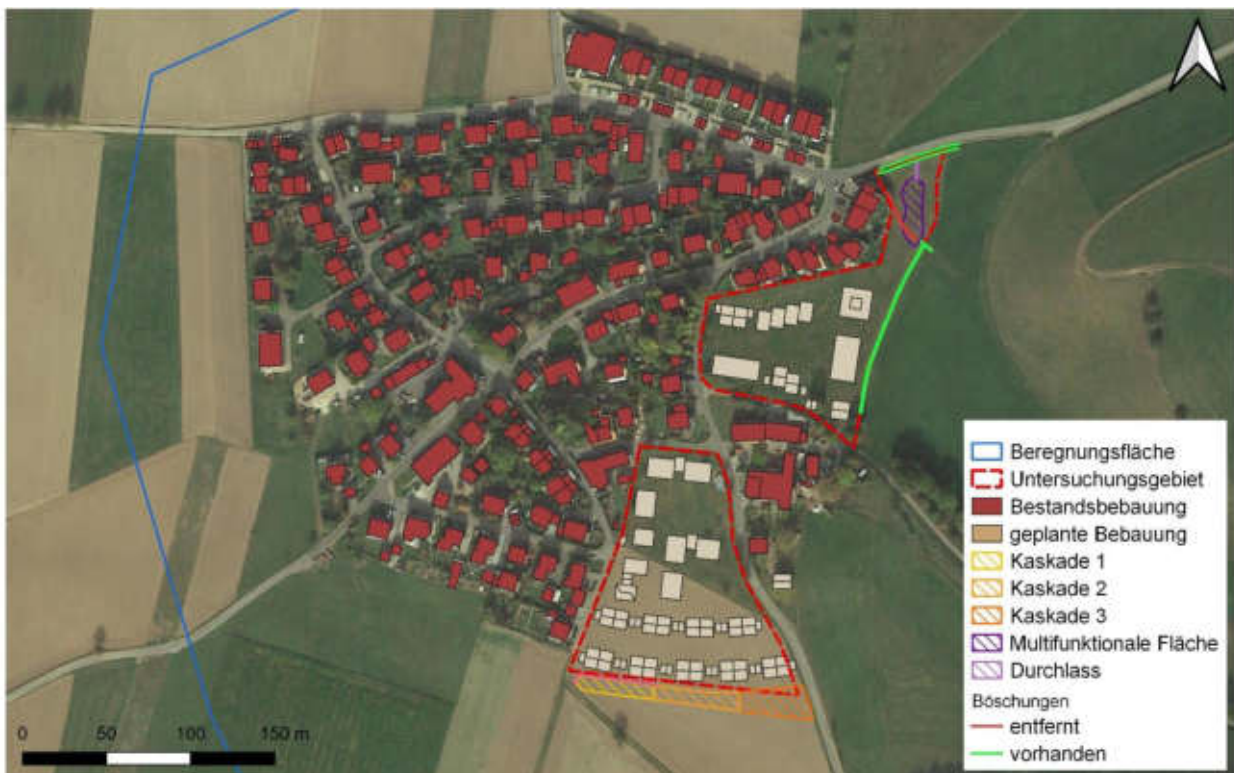 Beregnungsfläche
Untersuchungsgebiet
Bestandsbebauung
geplante Bebauung
Kaskade 1
Kaskade 2
Kaskade 3
Multifunktionale Fläche
Durchlass
Böschungen
entfernt
vorhanden
0 50 100 150 m